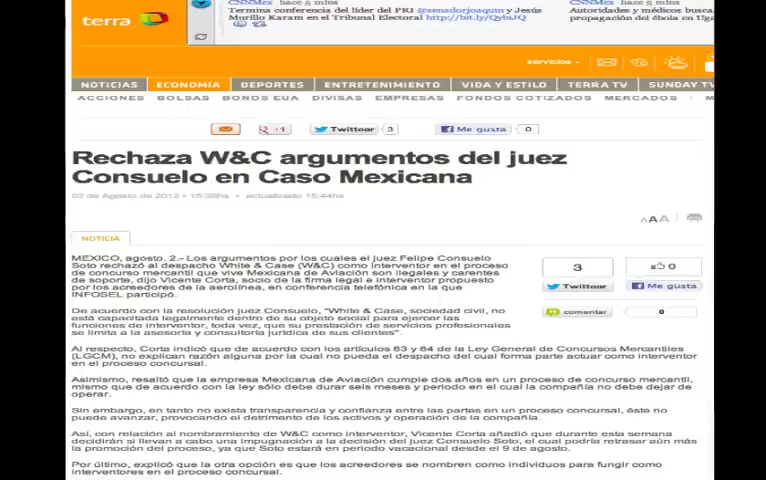 CNNMex hace 5 mins
Termina conferencia del líder del PRI @senadorjoaquin y Jesús
Murillo Karam en el Tribunal Electoral http://bit.ly/QybsJQ
CNNMex hace 5 mins
Autoridades y médicos busca
propagación del ébola en Uga
terra
servicios
NOTICIAS ECONOMÍA DEPORTES ENTRETENIMIENTO VIDA Y ESTILO TERRA TV SUNDAY TV
ACCIONES BOLSAS BONOS EUA DIVISAS EMPRESAS FONDOS COTIZADOS MERCADOS M
+1 Twittear 3 Me gusta 0
Rechaza W&C argumentos del juez
Consuelo en Caso Mexicana
02 de Agosto de 2012 • 15:38hs • actualizado 15:44hs
AAA
NOTICIA
MEXICO, agosto. 2.- Los argumentos por los cuales el juez Felipe Consuelo
Soto rechazó al despacho White & Case (W&C) como interventor en el proceso
de concurso mercantil que vive Mexicana de Aviación son ilegales y carentes
de soporte, dijo Vicente Corta, socio de la firma legal e interventor propuesto
por los acreedores de la aerolínea, en conferencia telefónica en la que
INFOSEL participó.
3
0
Twittear
Me gusta
comentar
0
De acuerdo con la resolución juez Consuelo, "White & Case, sociedad civil, no
está capacitada legalmente dentro de su objeto social para ejercer las
funciones de interventor, toda vez, que su prestación de servicios profesionales
se limita a la asesoría y consultoría jurídica de sus clientes".
Al respecto, Corta indicó que de acuerdo con los artículos 63 y 64 de la Ley General de Concursos Mercantiles
(LGCM), no explican razón alguna por la cual no pueda el despacho del cual forma parte actuar como interventor
en el proceso concursal.
Asimismo, resaltó que la empresa Mexicana de Aviación cumple dos años en un proceso de concurso mercantil,
mismo que de acuerdo con la ley sólo debe durar seis meses y periodo en el cual la compañía no debe dejar de
operar.
Sin embargo, en tanto no exista transparencia y confianza entre las partes en un proceso concursal, éste no
puede avanzar, provocando el detrimento de los activos y operación de la compañía.
Así, con relación al nombramiento de W&C como interventor, Vicente Corta añadió que durante esta semana
decidirán si llevan a cabo una impugnación a la decisión del juez Consuelo Soto, el cual podría retrasar aún más
la promoción del proceso, ya que Soto estará en periodo vacacional desde el 9 de agosto.
Por último, explicó que la otra opción es que los acreedores se nombren como individuos para fungir como
interventores en el proceso concursal.